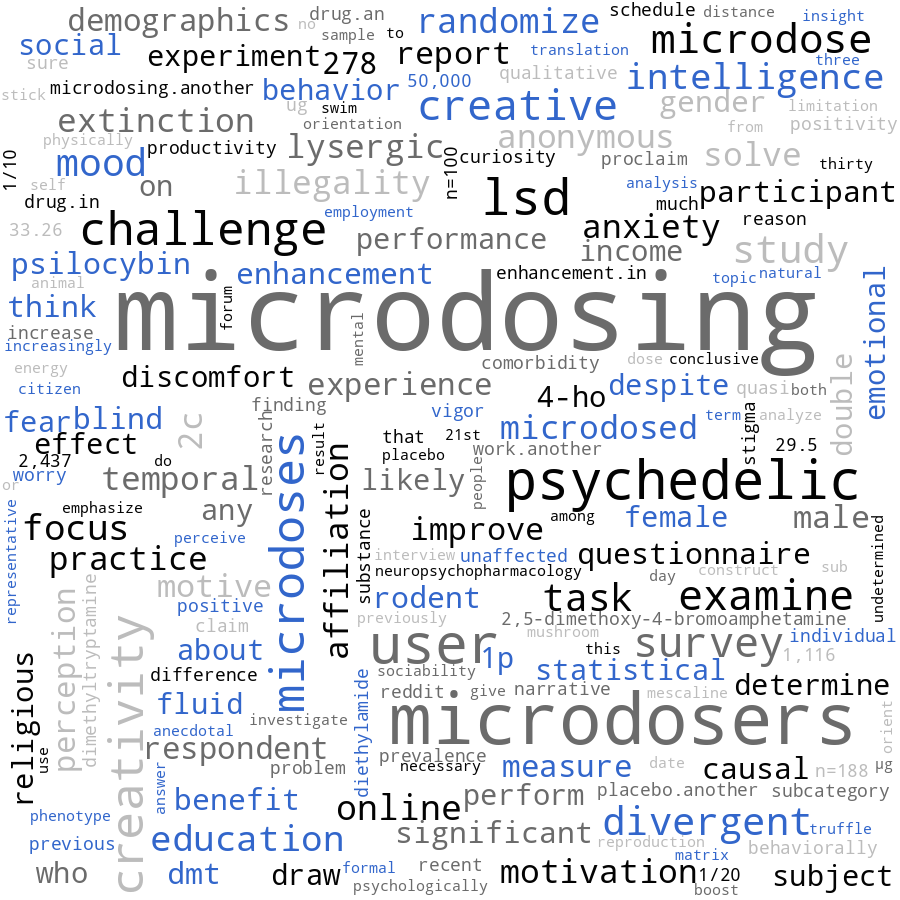 demographics
no
drug.an
sample
to
randomize
schedule
distance
insight
social
sure
experiment
278
report
translation
microdose
three
stick
microdosing.another
behavior
50,000
qualitative
intelligence
extinction
ug
swim
orientation
creative
gender
limitation
physically
productivity
lysergic
anonymous
from
positivity
1/10
mood
n=100
curiosity
proclaim
solve
thirty
self
on
illegality
lsd
analysis
participant
drug.in
employment
much
reason
33.26
challenge
performance
anxiety
income
study
psilocybin
enhancement
enhancement.in
topic
natural
animal
think
forum
microdosing
emotional
increase
mental
increasingly
energy
comorbidity
dose
conclusive
citizen
discomfort
experience
4-ho
despite
quasi
both
double
fear
blind
2c
finding
vigor
microdosed
term
analyze
effect
research
result
that
21st
work.another
stigma
29.5
2,437
do
placebo
worry
temporal
likely
people
psychedelic
or
emphasize
any
focus
affiliation
substance
improve
among
female
male
representative
perceive
microdoses
practice
interview
unaffected
questionnaire
undetermined
neuropsychopharmacology
day
construct
sub
motive
positive
rodent
task
examine
perception
dimethyltryptamine
claim
previously
2,5-dimethoxy-4-bromoamphetamine
mushroom
creativity
about
user
1p
this
survey
individual
1,116
religious
difference
sociability
statistical
determine
use
fluid
diethylamide
reddit
give
narrative
mescaline
anecdotal
investigate
microdosers
orient
respondent
prevalence
problem
necessary
measure
date
causal
n=188
µg
answer
benefit
online
perform
placebo.another
subcategory
phenotype
previous
education
significant
divergent
truffle
reproduction
behaviorally
matrix
who
dmt
draw
formal
recent
psychologically
motivation
1/20
boost
subject